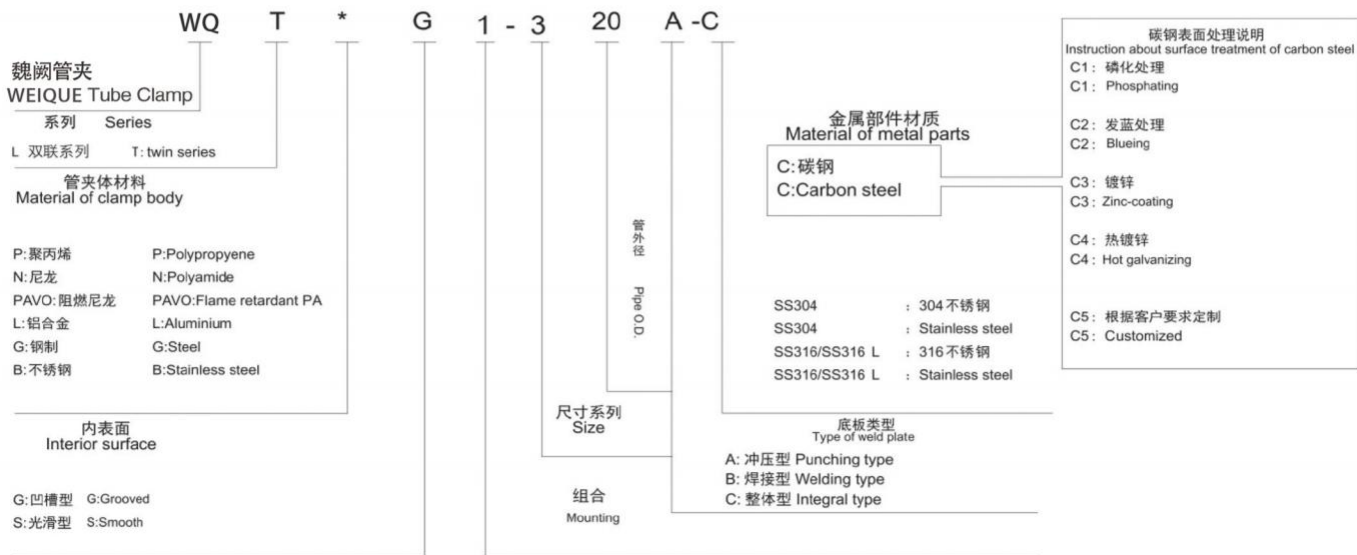 WQ T * G 1 - 3 20 A -C
魏阙管夹
WEIQUE Tube Clamp
系列 Series
L 双联系列 T: twin series
管夹体材料
Material of clamp body
P:聚丙烯 P:Polypropyene
N:尼龙 N:Polyamide
PAVO:阻燃尼龙 PAVO:Flame retardant PA
L:铝合金 L:Aluminium
G:钢制 G:Steel
B:不锈钢 B:Stainless steel
内表面
Interior surface
G:凹槽型 G:Grooved
S:光滑型 S:Smooth
组合
Mounting
尺寸系列
Size
管外径 Pipe O.D.
底板类型
Type of weld plate
A: 冲压型 Punching type
B: 焊接型 Welding type
C: 整体型 Integral type
金属部件材质
Material of metal parts
C:碳钢
C:Carbon steel
SS304 : 304不锈钢
SS304 : Stainless steel
SS316/SS316 L : 316不锈钢
SS316/SS316 L : Stainless steel
碳钢表面处理说明
Instruction about surface treatment of carbon steel
C1: 磷化处理
C1: Phosphating
C2: 发蓝处理
C2: Blueing
C3: 镀锌
C3: Zinc-coating
C4: 热镀锌
C4: Hot galvanizing
C5: 根据客户要求定制
C5: Customized